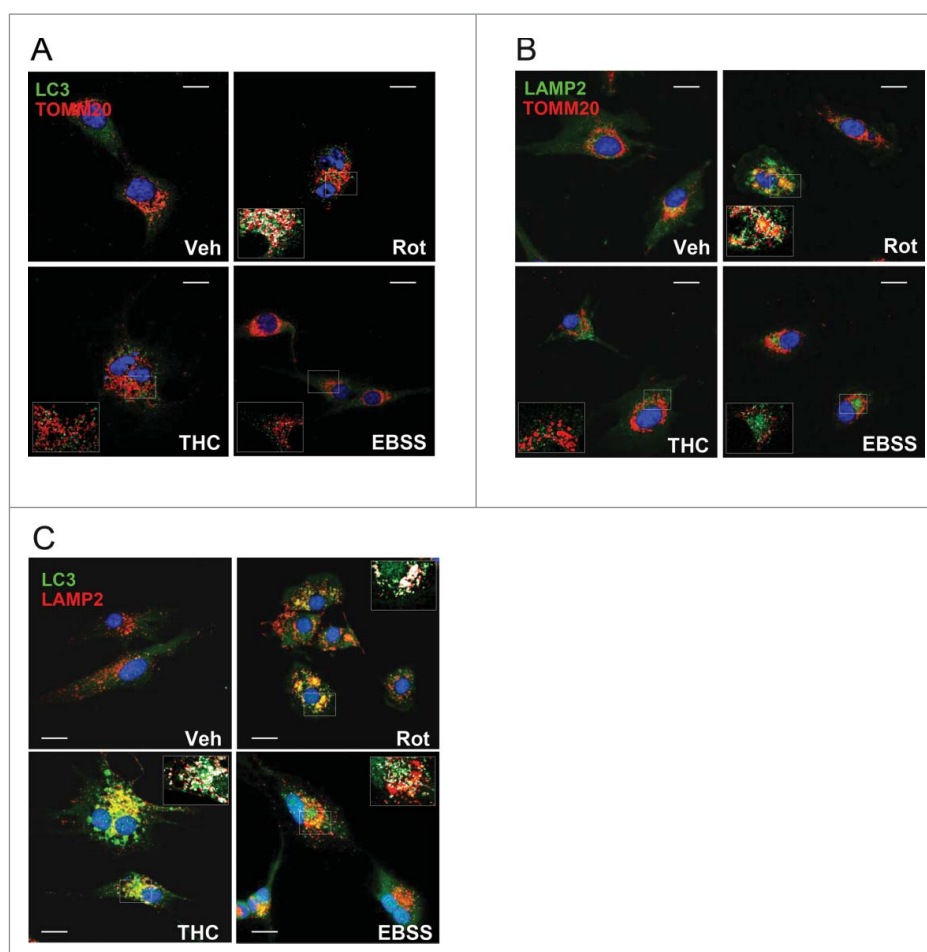 A
LC3
TOMM20
Veh
Rot
THC
EBSS
B
LAMP2
TOMM20
Veh
Rot
THC
EBSS
C
LC3
LAMP2
Veh
Rot
THC
EBSS